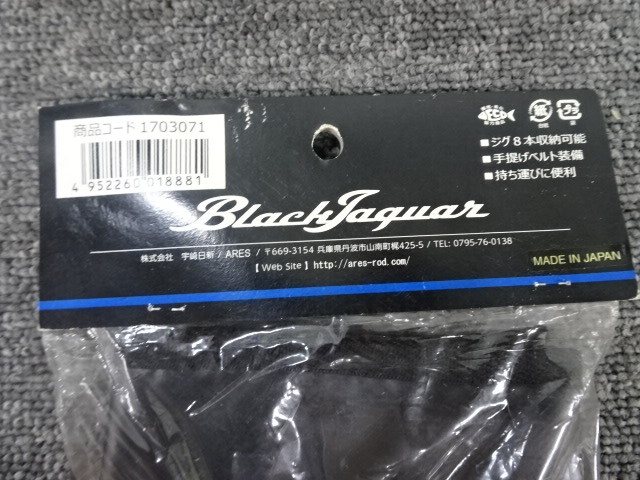 商品コード 1703071
4 952260 018881
紙
プラ
■ジグ8本収納可能
■手提げベルト装備
■持ち運びに便利
BlackJaguar
株式会社 宇崎日新 / ARES / 〒669-3154 兵庫県丹波市山南町梶425-5 / TEL: 0795-76-0138
【Web Site】http://ares-rod.com/
MADE IN JAPAN